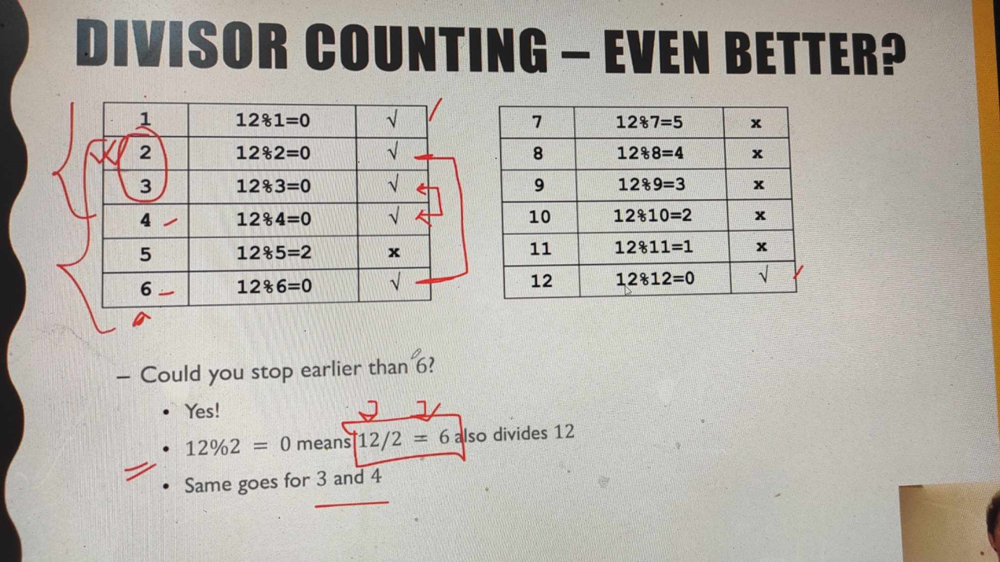 DIVISOR COUNTING – EVEN BETTER?
1 12%1=0 √
2 12%2=0 √
3 12%3=0 √
4 12%4=0 √
5 12%5=2 x
6 12%6=0 √
7 12%7=5 x
8 12%8=4 x
9 12%9=3 x
10 12%10=2 x
11 12%11=1 x
12 12%12=0 √
– Could you stop earlier than 6?
• Yes!
• 12%2 = 0 means 12/2 = 6 also divides 12
• Same goes for 3 and 4